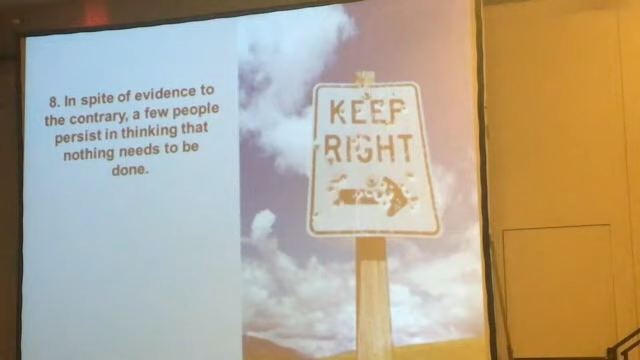 8. In spite of evidence to
the contrary, a few people
persist in thinking that
nothing needs to be
done.
KEEP
RIGHT